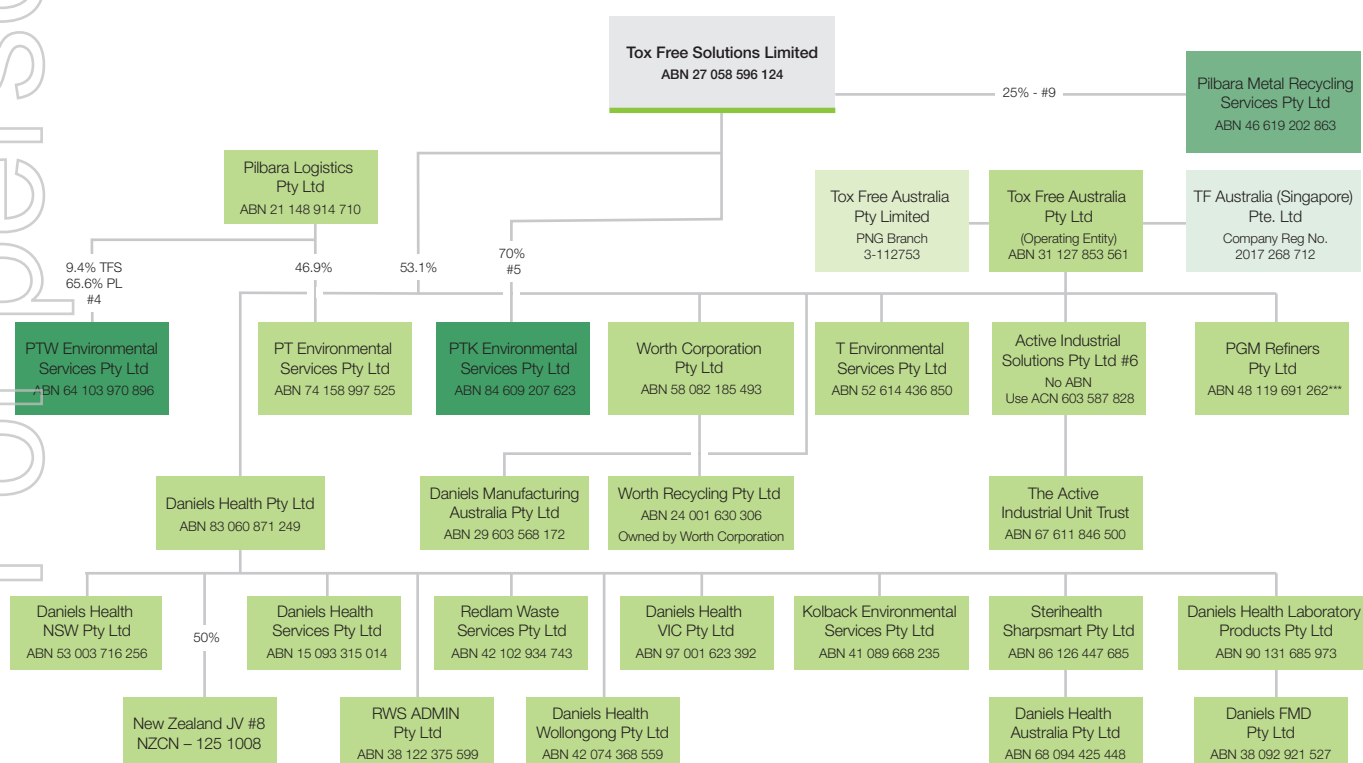 Tox Free Solutions Limited
ABN 27 058 596 124
25% - #9
Pilbara Metal Recycling
Services Pty Ltd
ABN 46 619 202 863
Pilbara Logistics
Pty Ltd
ABN 21 148 914 710
Tox Free Australia
Pty Limited
PNG Branch
3-112753
Tox Free Australia
Pty Ltd
(Operating Entity)
ABN 31 127 853 561
TF Australia (Singapore)
Pte. Ltd
Company Reg No.
2017 268 712
9.4% TFS
65.6% PL
#4
46.9%
53.1%
70%
#5
PTW Environmental
Services Pty Ltd
ABN 64 103 970 896
PT Environmental
Services Pty Ltd
ABN 74 158 997 525
PTK Environmental
Services Pty Ltd
ABN 84 609 207 623
Worth Corporation
Pty Ltd
ABN 58 082 185 493
T Environmental
Services Pty Ltd
ABN 52 614 436 850
Active Industrial
Solutions Pty Ltd #6
No ABN
Use ACN 603 587 828
PGM Refiners
Pty Ltd
ABN 48 119 691 262***
Daniels Health Pty Ltd
ABN 83 060 871 249
Daniels Manufacturing
Australia Pty Ltd
ABN 29 603 568 172
Worth Recycling Pty Ltd
ABN 24 001 630 306
Owned by Worth Corporation
The Active
Industrial Unit Trust
ABN 67 611 846 500
Daniels Health
NSW Pty Ltd
ABN 53 003 716 256
50%
Daniels Health
Services Pty Ltd
ABN 15 093 315 014
Redlam Waste
Services Pty Ltd
ABN 42 102 934 743
Daniels Health
VIC Pty Ltd
ABN 97 001 623 392
Kolback Environmental
Services Pty Ltd
ABN 41 089 668 235
Sterihealth
Sharpsmart Pty Ltd
ABN 86 126 447 685
Daniels Health Laboratory
Products Pty Ltd
ABN 90 131 685 973
New Zealand JV #8
NZCN – 125 1008
RWS ADMIN
Pty Ltd
ABN 38 122 375 599
Daniels Health
Wollongong Pty Ltd
ABN 42 074 368 559
Daniels Health
Australia Pty Ltd
ABN 68 094 425 448
Daniels FMD
Pty Ltd
ABN 38 092 921 527